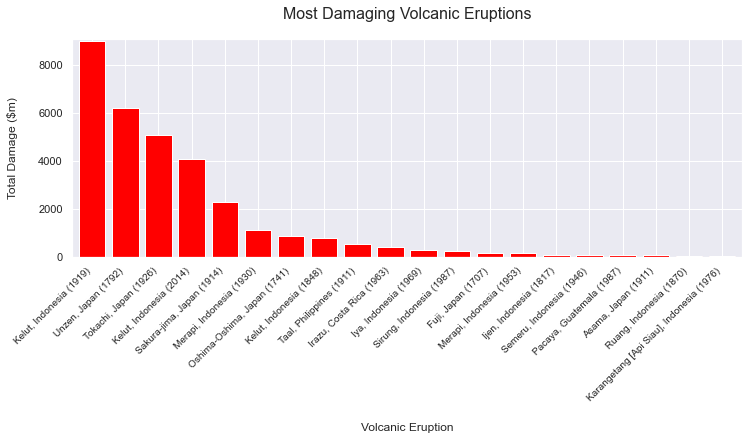 Most Damaging Volcanic Eruptions
Total Damage ($m)
8000
6000
4000
2000
0
Kelut, Indonesia (1919)
Unzen, Japan (1792)
Tokachi, Japan (1926)
Kelut, Indonesia (2014)
Sakura-jima, Japan (1914)
Merapi, Indonesia (1930)
Oshima-Oshima, Japan (1741)
Kelut, Indonesia (1848)
Taal, Philippines (1911)
Irazu, Costa Rica (1963)
Iya, Indonesia (1969)
Sirung, Indonesia (1987)
Fuji, Japan (1707)
Merapi, Indonesia (1953)
Ijen, Indonesia (1817)
Semeru, Indonesia (1946)
Pacaya, Guatemala (1987)
Asama, Japan (1911)
Ruang, Indonesia (1870)
Karangetang [Api Siau], Indonesia (1976)
Volcanic Eruption